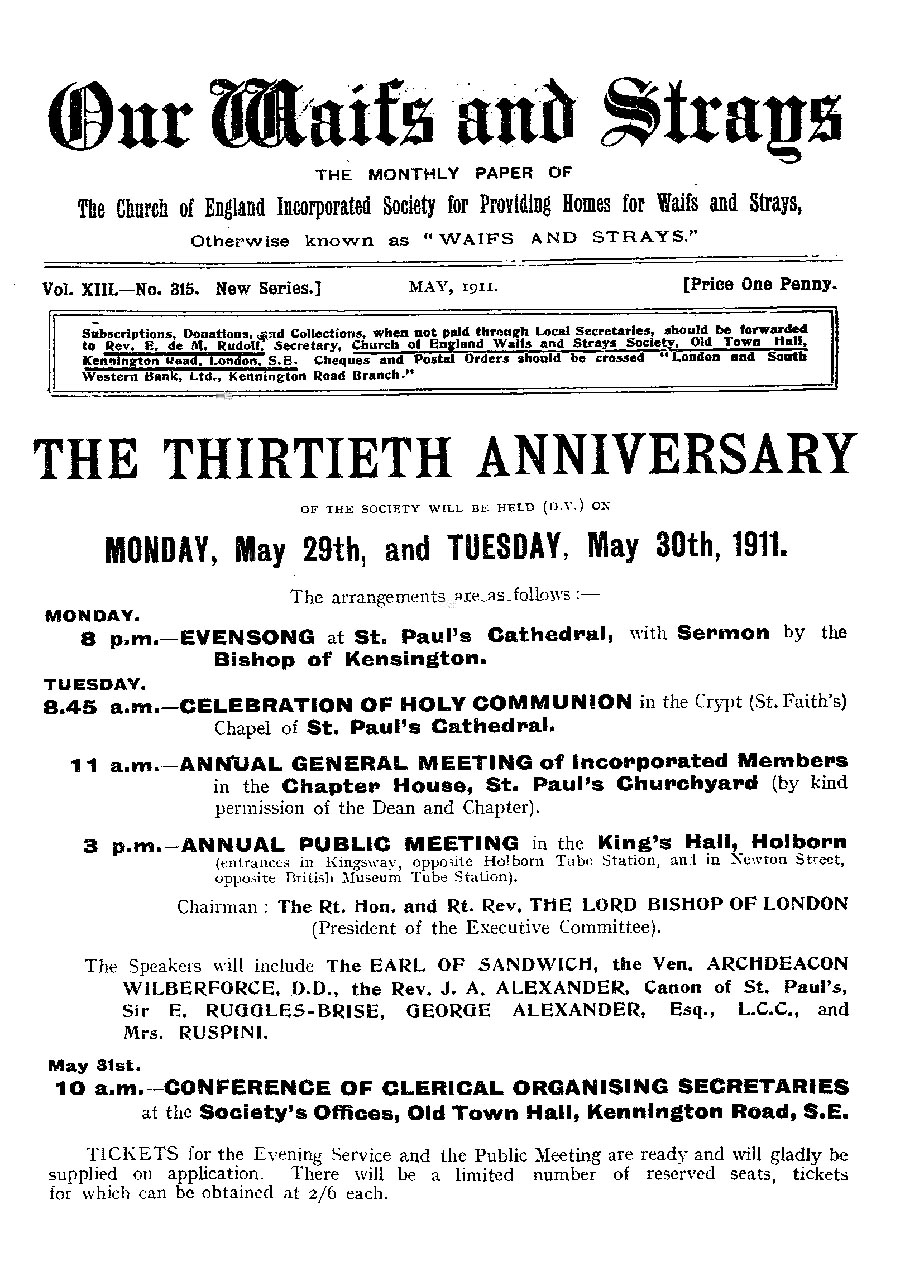 Our Waifs and Strays
THE MONTHLY PAPER OF
The Church of England Incorporated Society for Providing Homes for Waifs and Strays,
Otherwise known as "WAIFS AND STRAYS."
Vol. XIII.—No. 315. New Series.] MAY, 1911. [Price One Penny.
Subscriptions, Donations, and Collections, when not paid through Local Secretaries, should be forwarded
to Rev. E. de M. Rudolf, Secretary, Church of England Waifs and Strays Society, Old Town Hall,
Kennington Road, London, S.E. Cheques and Postal Orders should be crossed "London and South
Western Bank, Ltd., Kennington Road Branch."
THE THIRTIETH ANNIVERSARY
OF THE SOCIETY WILL BE HELD (D.V.) ON
MONDAY, May 29th, and TUESDAY, May 30th, 1911.
The arrangements are as follows :—
MONDAY.
8 p.m.—EVENSONG at St. Paul's Cathedral, with Sermon by the
Bishop of Kensington.
TUESDAY.
8.45 a.m.—CELEBRATION OF HOLY COMMUNION in the Crypt (St. Faith's)
Chapel of St. Paul's Cathedral.
11 a.m.—ANNUAL GENERAL MEETING of Incorporated Members
in the Chapter House, St. Paul's Churchyard (by kind
permission of the Dean and Chapter).
3 p.m.—ANNUAL PUBLIC MEETING in the King's Hall, Holborn
(entrances in Kingsway, opposite Holborn Tube Station, and in Newton Street,
opposite British Museum Tube Station).
Chairman : The Rt. Hon. and Rt. Rev. THE LORD BISHOP OF LONDON
(President of the Executive Committee).
The Speakers will include The EARL OF SANDWICH, the Ven. ARCHDEACON
WILBERFORCE, D.D., the Rev. J. A. ALEXANDER, Canon of St. Paul's,
Sir E. RUGGLES-BRISE, GEORGE ALEXANDER, Esq., L.C.C., and
Mrs. RUSPINI.
May 31st.
10 a.m.—CONFERENCE OF CLERICAL ORGANISING SECRETARIES
at the Society's Offices, Old Town Hall, Kennington Road, S.E.
TICKETS for the Evening Service and the Public Meeting are ready and will gladly be
supplied on application. There will be a limited number of reserved seats, tickets
for which can be obtained at 2/6 each.